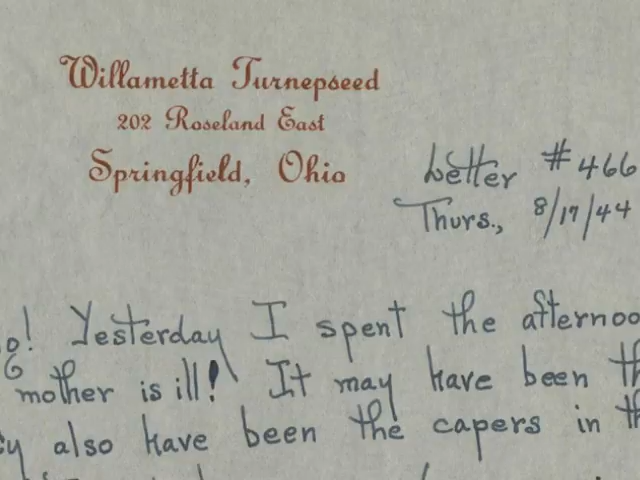 Willametta Turnepseed
202 Roseland East
Springfield, Ohio
Letter #466
Thurs., 8/17/44
! Yesterday I spent the
mother is ill! It may have been
also have been the capers in